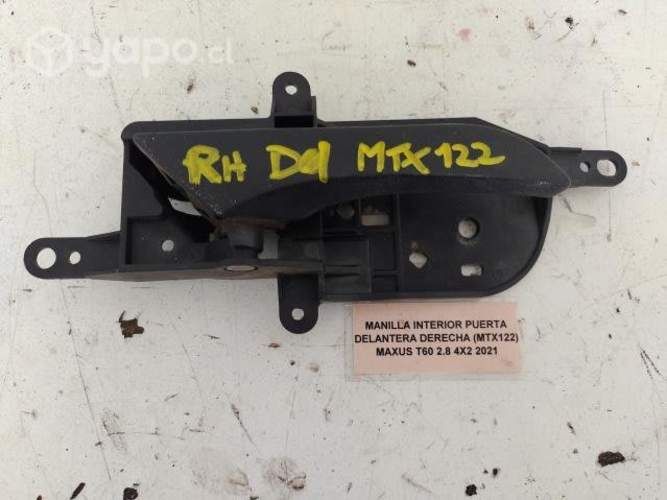 yapo.cl
RH Del MTX122
MANILLA INTERIOR PUERTA
DELANTERA DERECHA (MTX122)
MAXUS T60 2.8 4X2 2021